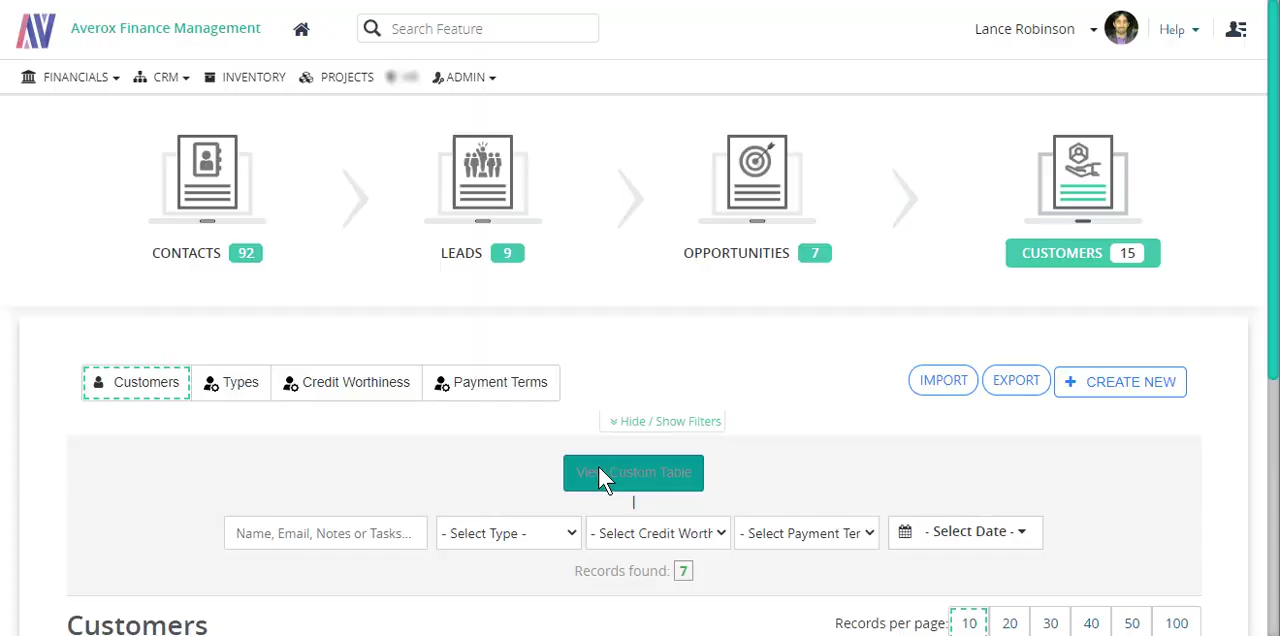 AV Averox Finance Management Search Feature Lance Robinson Help
FINANCIALS CRM INVENTORY PROJECTS ADMIN
CONTACTS 92 LEADS 9 OPPORTUNITIES 7 CUSTOMERS 15
Customers Types Credit Worthiness Payment Terms IMPORT EXPORT + CREATE NEW
Hide / Show Filters
View Custom Table
|
Name, Email, Notes or Tasks... - Select Type - - Select Credit Worth - Select Payment Ter - Select Date -
Records found: 7
Customers Records per page: 10 20 30 40 50 100